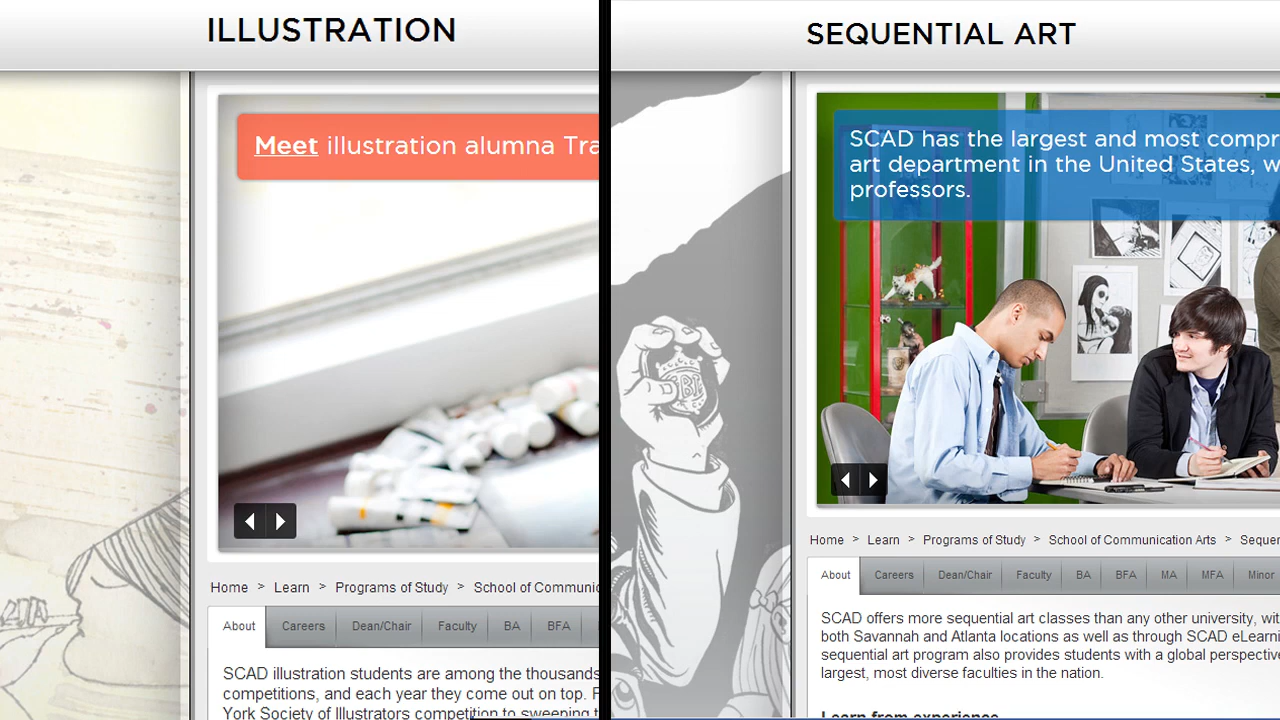 ILLUSTRATION
Meet illustration alumna Tra
Home > Learn > Programs of Study > School of Communic
About Careers Dean/Chair Faculty BA BFA
SCAD illustration students are among the thousands
competitions, and each year they come out on top. F
York Society of Illustrators competition to sweeping t
SEQUENTIAL ART
SCAD has the largest and most compr
art department in the United States, w
professors.
Home > Learn > Programs of Study > School of Communication Arts > Sequen
About Careers Dean/Chair Faculty BA BFA MA MFA Minor
SCAD offers more sequential art classes than any other university, wit
both Savannah and Atlanta locations as well as through SCAD eLearni
sequential art program also provides students with a global perspective
largest, most diverse faculties in the nation.
Learn from experience